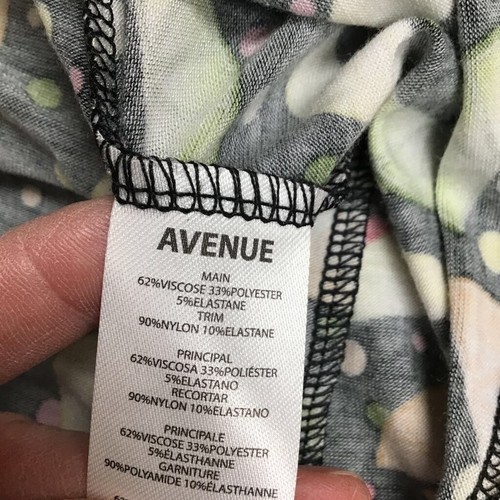 AVENUE
MAIN
62%VISCOSE 33%POLYESTER
5%ELASTANE
TRIM
90%NYLON 10%ELASTANE
PRINCIPAL
62%VISCOSA 33%POLIÉSTER
5%ELASTANO
RECORTAR
90%NYLON 10%ELASTANO
PRINCIPALE
62%VISCOSE 33%POLYESTER
5%ÉLASTHANNE
GARNITURE
90%POLYAMIDE 10%ELASTHANNE